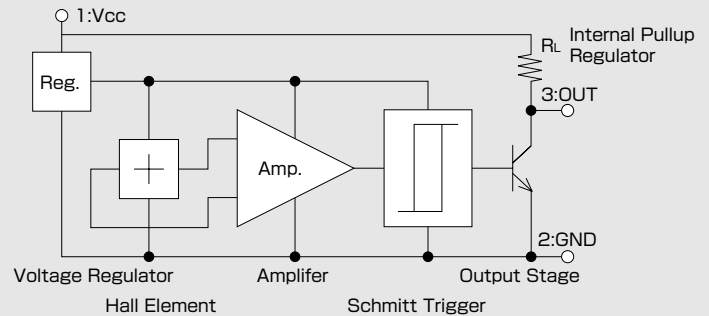 1:Vcc
RL Internal Pullup
Regulator
Reg.
3:OUT
Amp.
2:GND
Voltage Regulator Amplifer Output Stage
Hall Element Schmitt Trigger